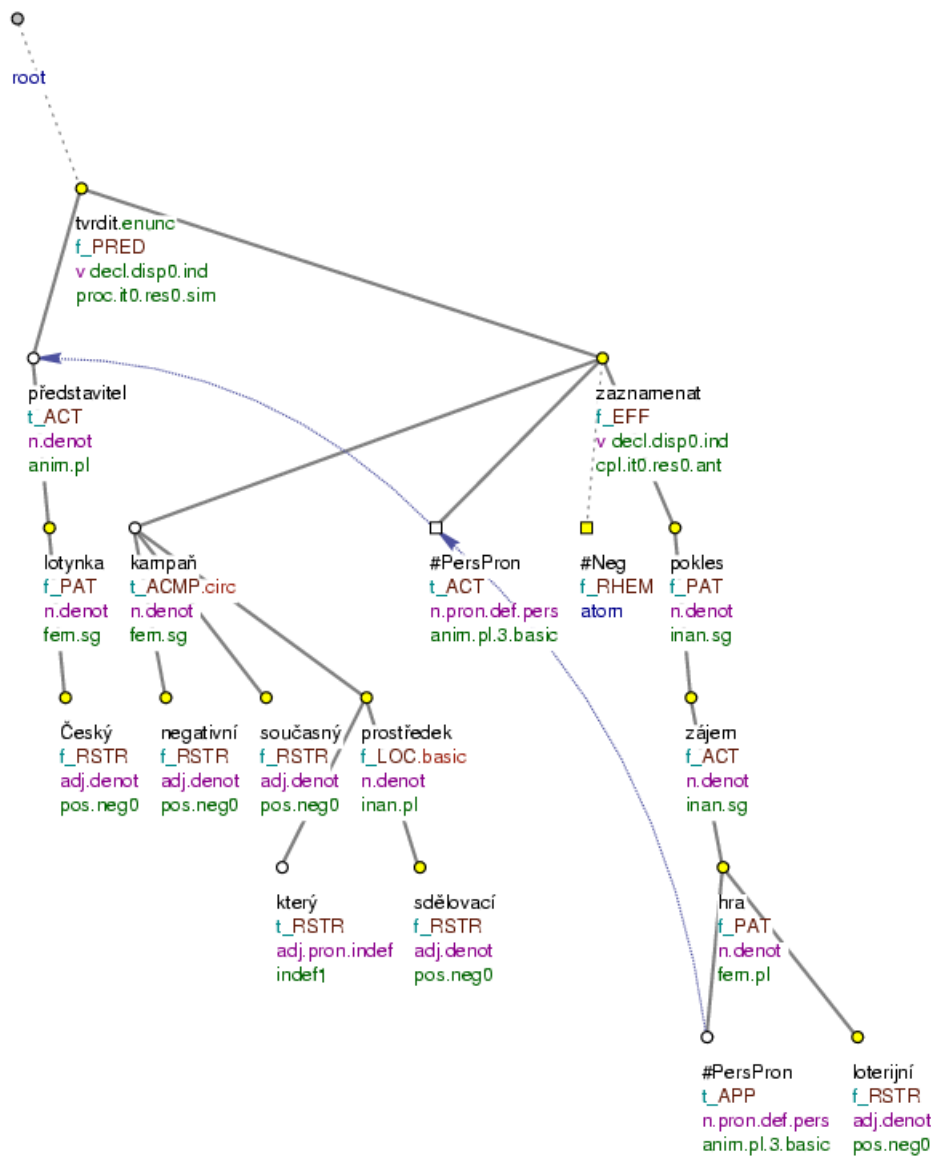 root
tvrdit.enunc
f_PRED
v decl.disp0.ind
proc.it0.res0.sim
představitel
t_ACT
n.denot
anim.pl
zaznamenat
f_EFF
v decl.disp0.ind
cpl.it0.res0.ant
lotynka
f_PAT
n.denot
fem.sg
kampaň
t_ACMP.circ
n.denot
fem.sg
#PersPron
t_ACT
n.pron.def.pers
anim.pl.3.basic
#Neg
f_RHEM
atom
pokles
f_PAT
n.denot
inan.sg
Český
f_RSTR
adj.denot
pos.neg0
negativní
f_RSTR
adj.denot
pos.neg0
současný
f_RSTR
adj.denot
pos.neg0
prostředek
f_LOC.basic
n.denot
inan.pl
zájem
f_ACT
n.denot
inan.sg
který
t_RSTR
adj.pron.indef
indef1
sdělovací
f_RSTR
adj.denot
pos.neg0
hra
f_PAT
n.denot
fem.pl
#PersPron
t_APP
n.pron.def.pers
anim.pl.3.basic
loterijní
f_RSTR
adj.denot
pos.neg0